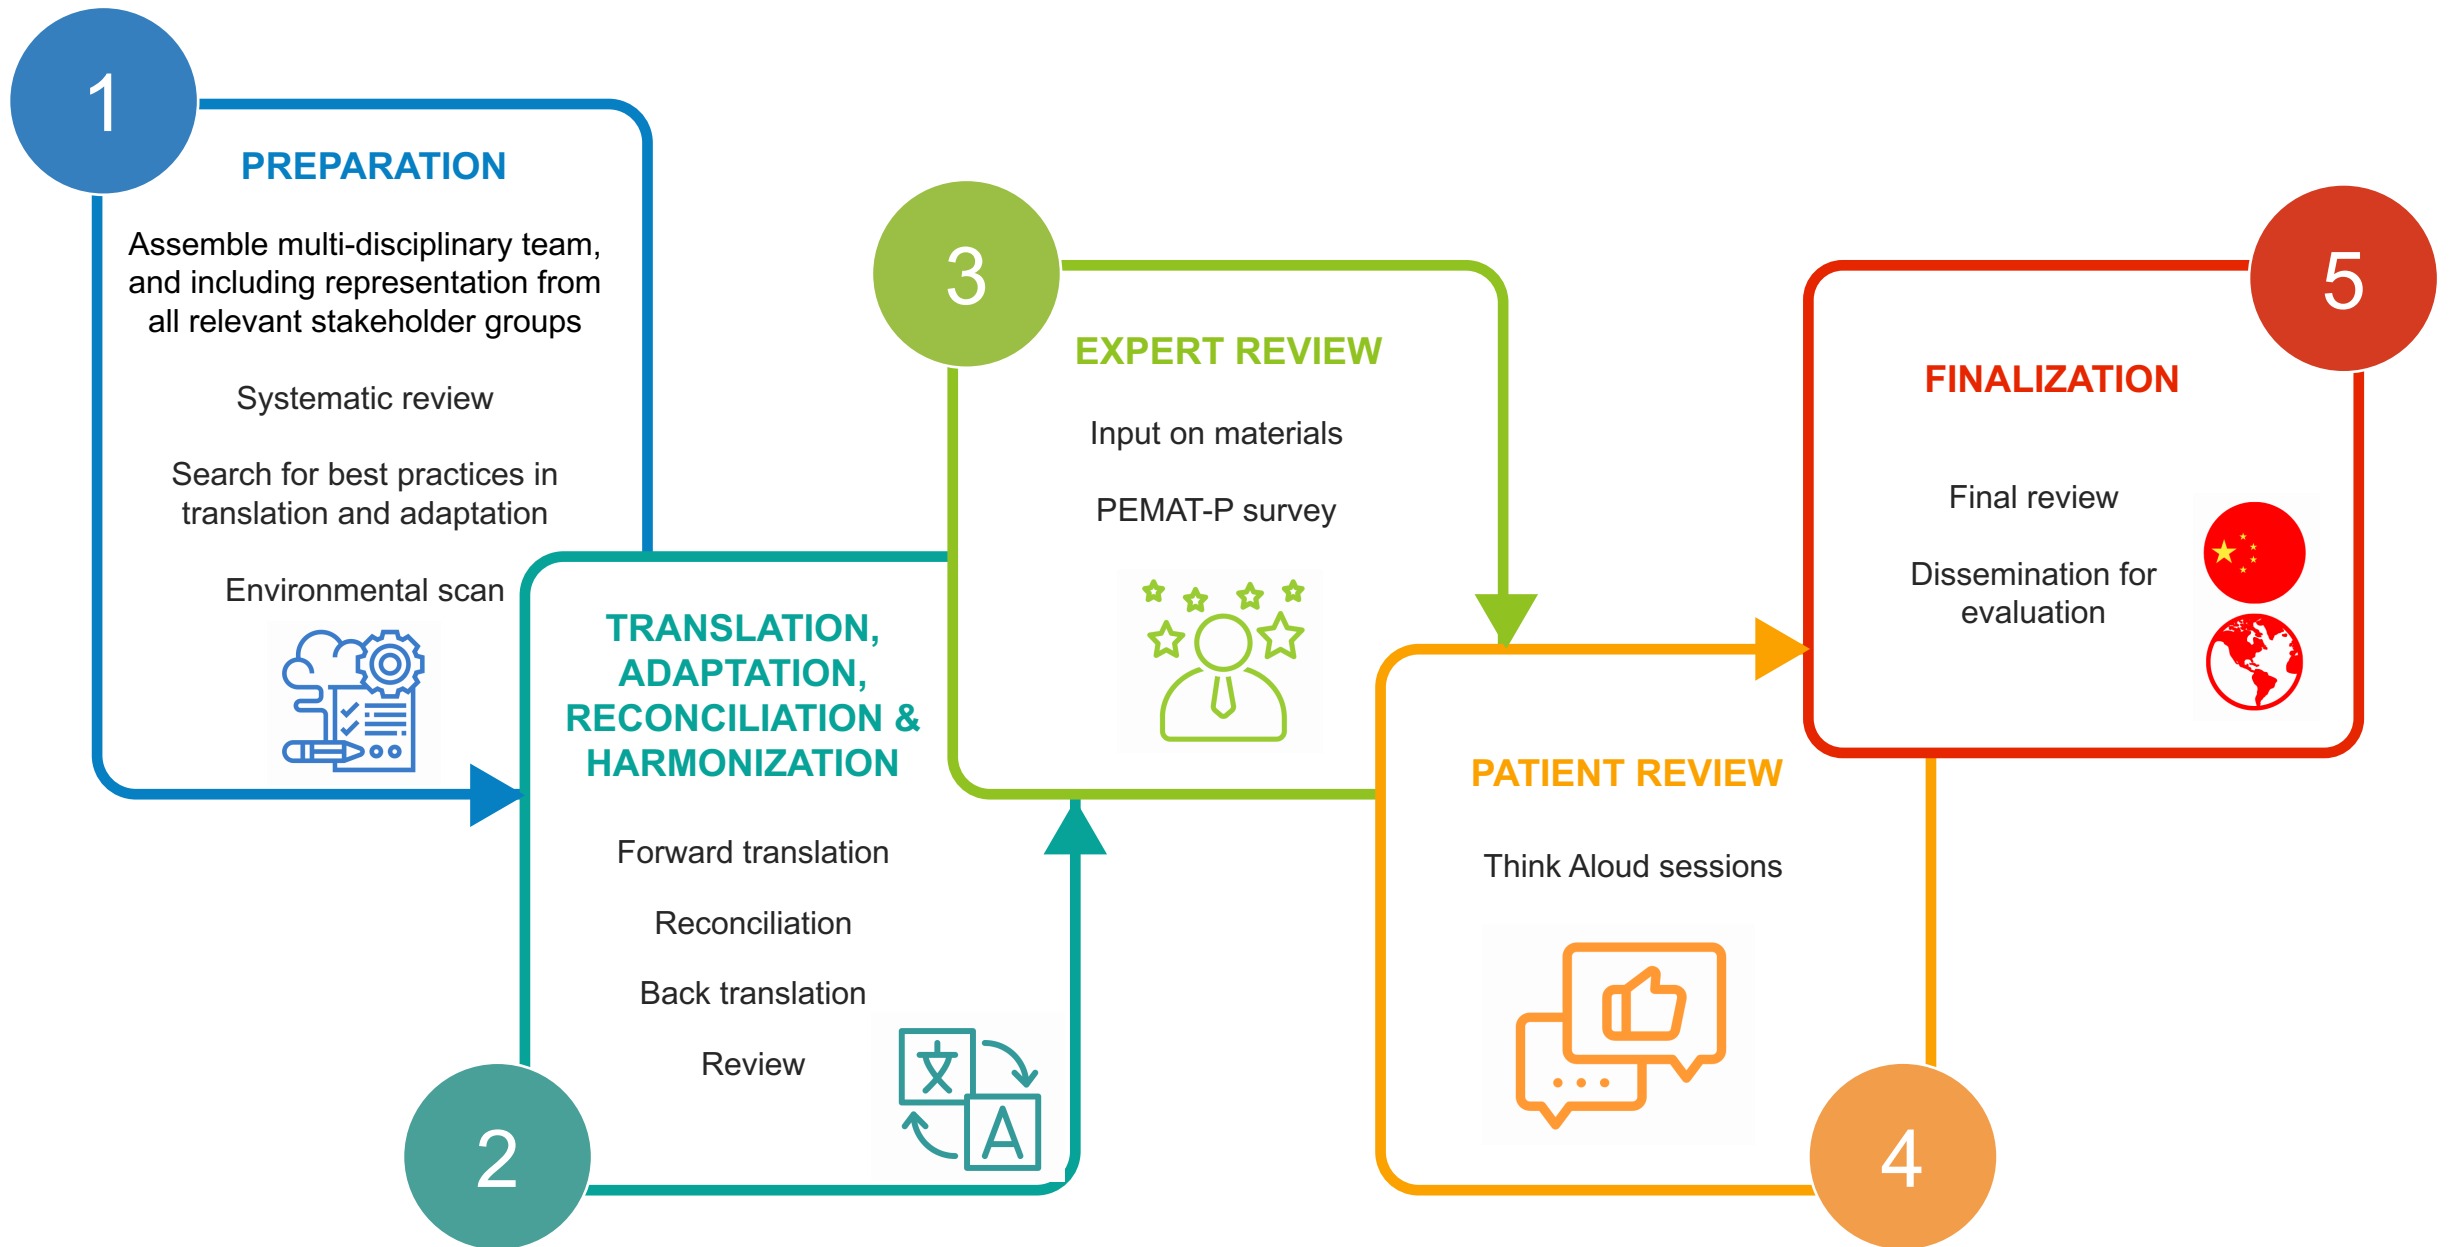 1
PREPARATION
Assemble multi-disciplinary team,
and including representation from
all relevant stakeholder groups
Systematic review
Search for best practices in
translation and adaptation
Environmental scan
2
TRANSLATION,
ADAPTATION,
RECONCILIATION &
HARMONIZATION
Forward translation
Reconciliation
Back translation
Review
文
A
3
EXPERT REVIEW
Input on materials
PEMAT-P survey
4
PATIENT REVIEW
Think Aloud sessions
5
FINALIZATION
Final review
Dissemination for
evaluation